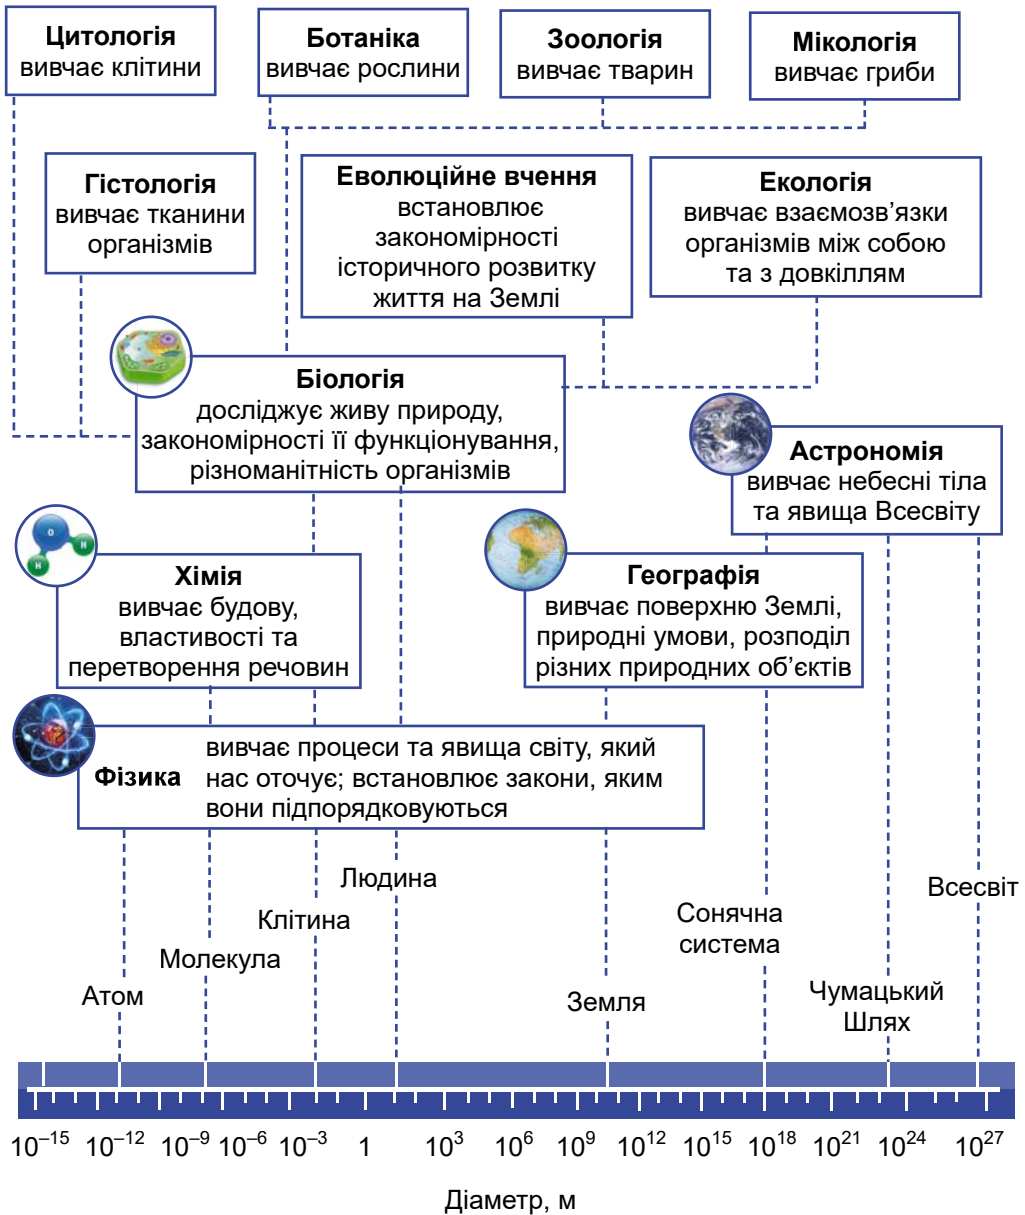 Цитологія
вивчає клітини
Ботаніка
вивчає рослини
Зоологія
вивчає тварин
Мікологія
вивчає гриби
Гістологія
вивчає тканини
організмів
Еволюційне вчення
встановлює
закономірності
історичного розвитку
життя на Землі
Екологія
вивчає взаємозв’язки
організмів між собою
та з довкіллям
Біологія
досліджує живу природу,
закономірності її функціонування,
різноманітність організмів
Астрономія
вивчає небесні тіла
та явища Всесвіту
O
H
H
Хімія
вивчає будову,
властивості та
перетворення речовин
Географія
вивчає поверхню Землі,
природні умови, розподіл
різних природних об’єктів
Фізика
вивчає процеси та явища світу, який
нас оточує; встановлює закони, яким
вони підпорядковуються
Людина
Всесвіт
Клітина
Сонячна
система
Молекула
Атом
Земля
Чумацький
Шлях
10⁻¹⁵ 10⁻¹² 10⁻⁹ 10⁻⁶ 10⁻³ 1 10³ 10⁶ 10⁹ 10¹² 10¹⁵ 10¹⁸ 10²¹ 10²⁴ 10²⁷
Діаметр, м